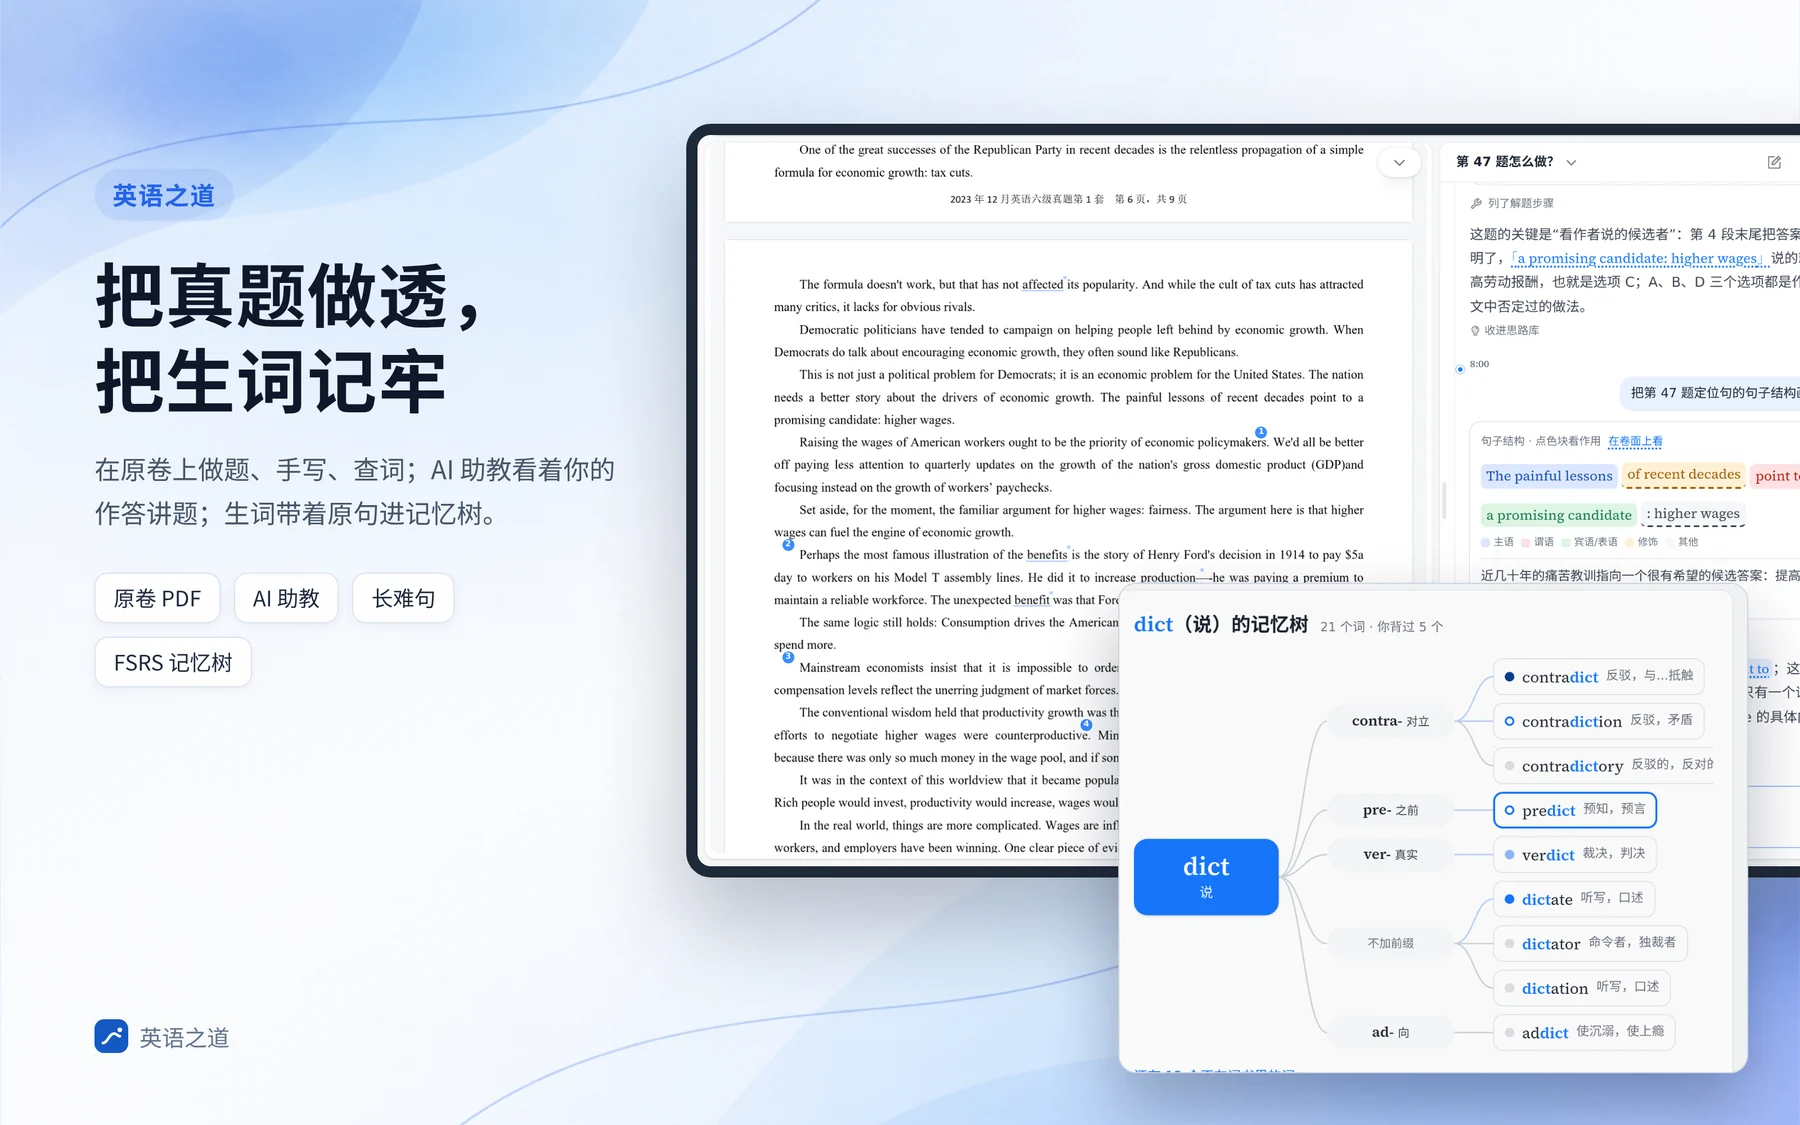 英语之道
把真题做透，
把生词记牢
在原卷上做题、手写、查词；AI 助教看着你的
作答讲题；生词带着原句进记忆树。
原卷 PDF
AI 助教
长难句
FSRS 记忆树
英语之道
One of the great successes of the Republican Party in recent decades is the relentless propagation of a simple
formula for economic growth: tax cuts.
2023 年 12 月英语六级真题第 1 套 第 6 页，共 9 页
The formula doesn't work, but that has not affected its popularity. And while the cult of tax cuts has attracted
many critics, it lacks for obvious rivals.
Democratic politicians have tended to campaign on helping people left behind by economic growth. When
Democrats do talk about encouraging economic growth, they often sound like Republicans.
This is not just a political problem for Democrats; it is an economic problem for the United States. The nation
needs a better story about the drivers of economic growth. The painful lessons of recent decades point to a
promising candidate: higher wages.
1
Raising the wages of American workers ought to be the priority of economic policymakers. We'd all be better
off paying less attention to quarterly updates on the growth of the nation's gross domestic product (GDP)and
focusing instead on the growth of workers' paychecks.
Set aside, for the moment, the familiar argument for higher wages: fairness. The argument here is that higher
wages can fuel the engine of economic growth.
2
Perhaps the most famous illustration of the benefits is the story of Henry Ford's decision in 1914 to pay $5a
day to workers on his Model T assembly lines. He did it to increase production—-he was paying a premium to
maintain a reliable workforce. The unexpected benefit was that Ford
The same logic still holds: Consumption drives the American
spend more.
3
Mainstream economists insist that it is impossible to orde
compensation levels reflect the unerring judgment of market forces.
The conventional wisdom held that productivity growth was th
4
efforts to negotiate higher wages were counterproductive. Min
because there was only so much money in the wage pool, and if som
It was in the context of this worldview that it became popula
Rich people would invest, productivity would increase, wages woul
In the real world, things are more complicated. Wages are infl
workers, and employers have been winning. One clear piece of evi
第 47 题怎么做？
列了解题步骤
这题的关键是“看作者说的候选者”：第 4 段末尾把答案
明了，「a promising candidate: higher wages」说的
高劳动报酬，也就是选项 C；A、B、D 三个选项都是作
文中否定过的做法。
收进思路库
8:00
把第 47 题定位句的句子结构
句子结构 · 点色块看作用 在卷面上看
The painful lessons of recent decades point to
a promising candidate : higher wages
主语 谓语 宾语/表语 修饰 其他
近几十年的痛苦教训指向一个很有希望的候选答案：提高
t to；这
只有一个
e 的具体
dict（说）的记忆树 21 个词 · 你背过 5 个
dict
说
contra- 对立
contradict 反驳，与…抵触
contradiction 反驳，矛盾
contradictory 反驳的，反对的
pre- 之前
predict 预知，预言
ver- 真实
verdict 裁决，判决
不加前缀
dictate 听写，口述
dictator 命令者，独裁者
dictation 听写，口述
ad- 向
addict 使沉溺，使上瘾